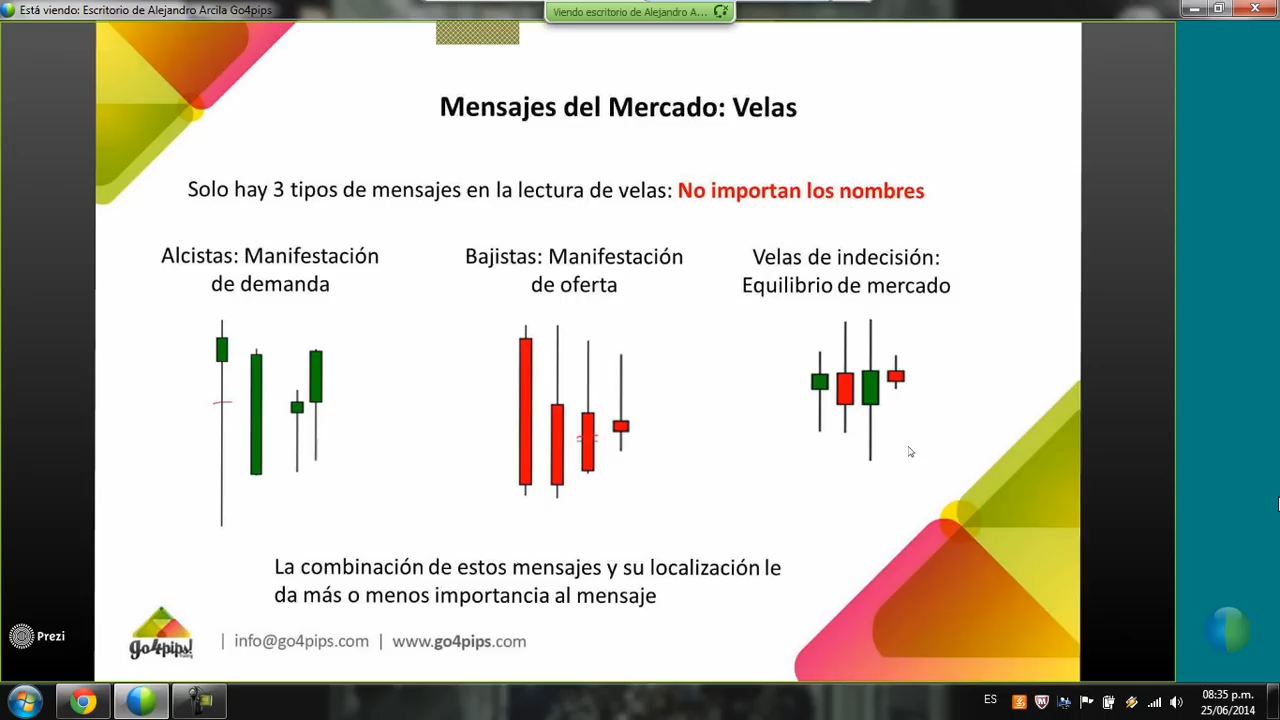 Está viendo: Escritorio de Alejandro Arcila Go4pips
Viendo escritorio de Alejandro A...
Mensajes del Mercado: Velas
Solo hay 3 tipos de mensajes en la lectura de velas: No importan los nombres
Alcistas: Manifestación
de demanda
Bajistas: Manifestación
de oferta
Velas de indecisión:
Equilibrio de mercado
La combinación de estos mensajes y su localización le
da más o menos importancia al mensaje
Prezi
go4pips!
| info@go4pips.com | www.go4pips.com
ES
08:35 p.m.
25/06/2014